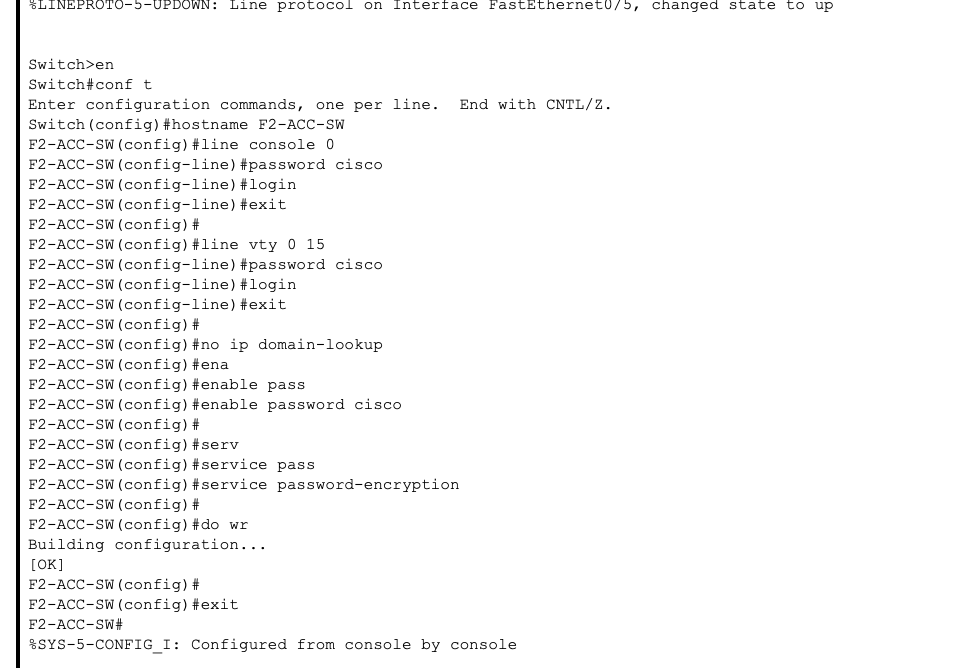 %LINEPROTO-5-UPDOWN: Line protocol on Interface FastEthernet0/5, changed state to up
Switch>en
Switch#conf t
Enter configuration commands, one per line.  End with CNTL/Z.
Switch(config)#hostname F2-ACC-SW
F2-ACC-SW(config)#line console 0
F2-ACC-SW(config-line)#password cisco
F2-ACC-SW(config-line)#login
F2-ACC-SW(config-line)#exit
F2-ACC-SW(config)#
F2-ACC-SW(config)#line vty 0 15
F2-ACC-SW(config-line)#password cisco
F2-ACC-SW(config-line)#login
F2-ACC-SW(config-line)#exit
F2-ACC-SW(config)#
F2-ACC-SW(config)#no ip domain-lookup
F2-ACC-SW(config)#ena
F2-ACC-SW(config)#enable pass
F2-ACC-SW(config)#enable password cisco
F2-ACC-SW(config)#
F2-ACC-SW(config)#serv
F2-ACC-SW(config)#service pass
F2-ACC-SW(config)#service password-encryption
F2-ACC-SW(config)#
F2-ACC-SW(config)#do wr
Building configuration...
[OK]
F2-ACC-SW(config)#
F2-ACC-SW(config)#exit
F2-ACC-SW#
%SYS-5-CONFIG_I: Configured from console by console